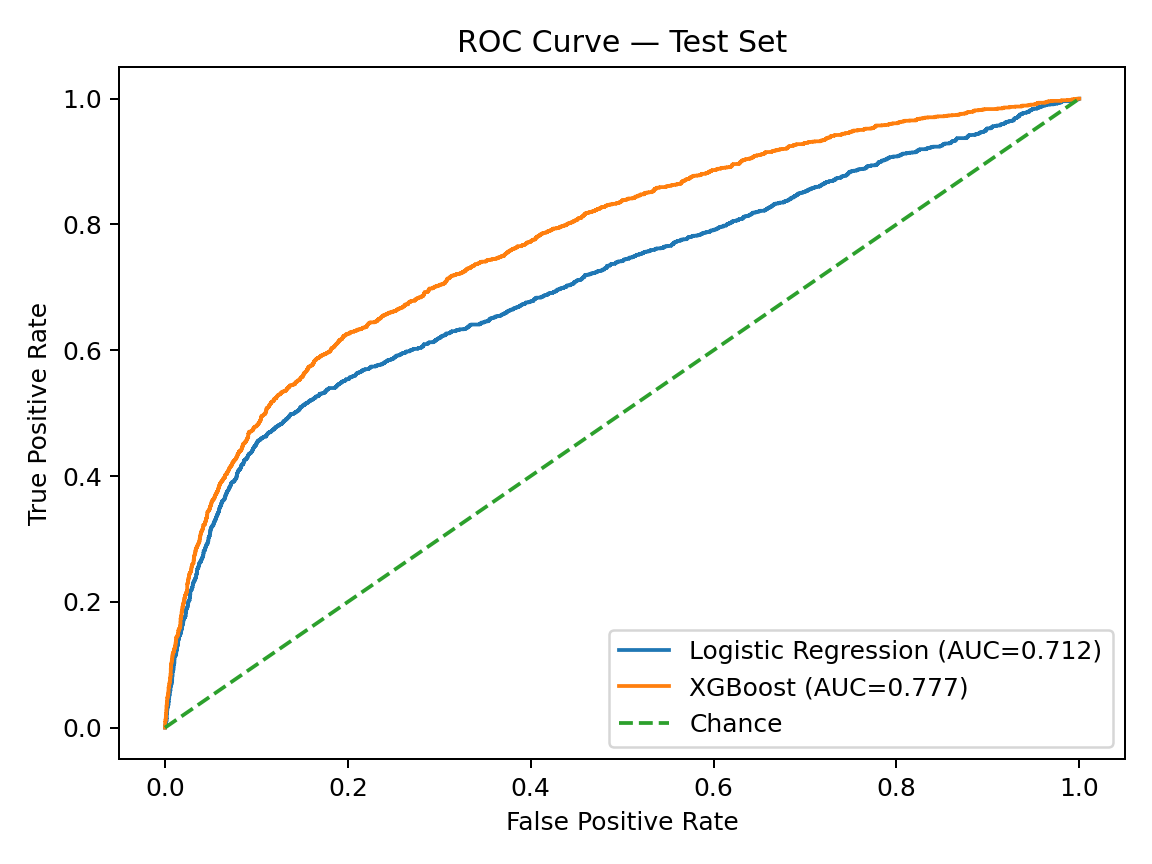 ROC Curve — Test Set
True Positive Rate
1.0
0.8
0.6
0.4
0.2
0.0
Logistic Regression (AUC=0.712)
XGBoost (AUC=0.777)
Chance
0.0 0.2 0.4 0.6 0.8 1.0
False Positive Rate